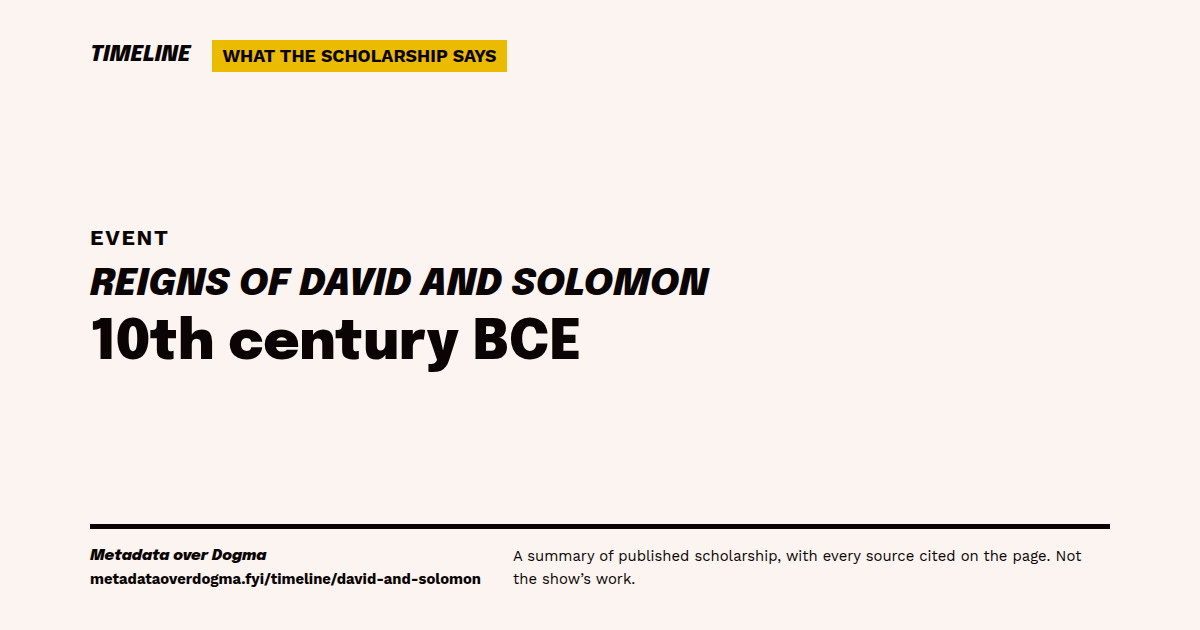 TIMELINE
WHAT THE SCHOLARSHIP SAYS
EVENT
REIGNS OF DAVID AND SOLOMON
10th century BCE
Metadata over Dogma
metadataoverdogma.fyi/timeline/david-and-solomon
A summary of published scholarship, with every source cited on the page. Not
the show’s work.